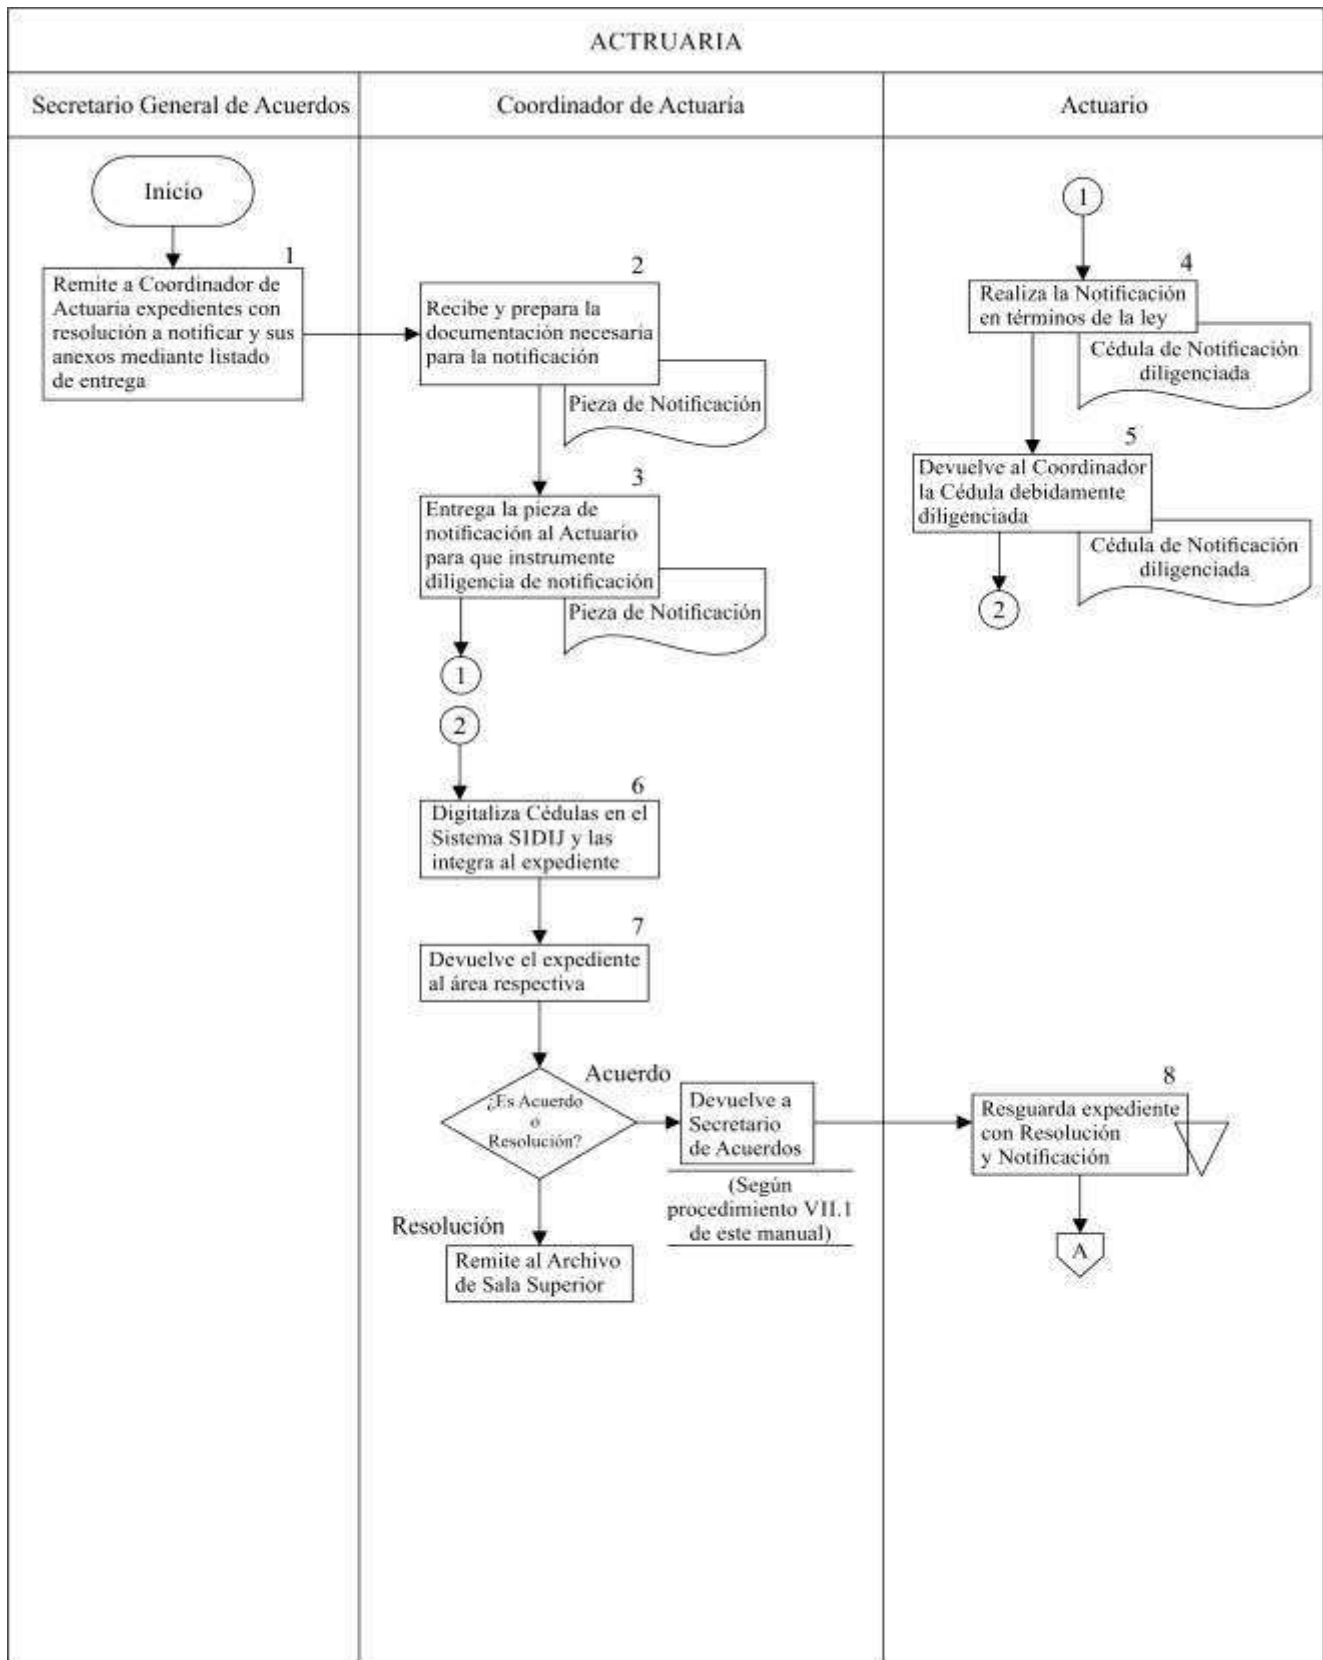 ACTRUARIA
Secretario General de Acuerdos
Coordinador de Actuaría
Actuario
Inicio
1
Remite a Coordinador de
Actuaría expedientes con
resolución a notificar y sus
anexos mediante listado
de entrega
2
Recibe y prepara la
documentación necesaria
para la notificación
Pieza de Notificación
3
Entrega la pieza de
notificación al Actuario
para que instrumente
diligencia de notificación
Pieza de Notificación
1
2
6
Digitaliza Cédulas en el
Sistema SIDIJ y las
integra al expediente
7
Devuelve el expediente
al área respectiva
¿Es Acuerdo
o
Resolución?
Acuerdo
Devuelve a
Secretario
de Acuerdos
(Según
procedimiento VII.1
de este manual)
Resolución
Remite al Archivo
de Sala Superior
1
4
Realiza la Notificación
en términos de la ley
Cédula de Notificación
diligenciada
5
Devuelve al Coordinador
la Cédula debidamente
diligenciada
Cédula de Notificación
diligenciada
2
8
Resguarda expediente
con Resolución
y Notificación
A